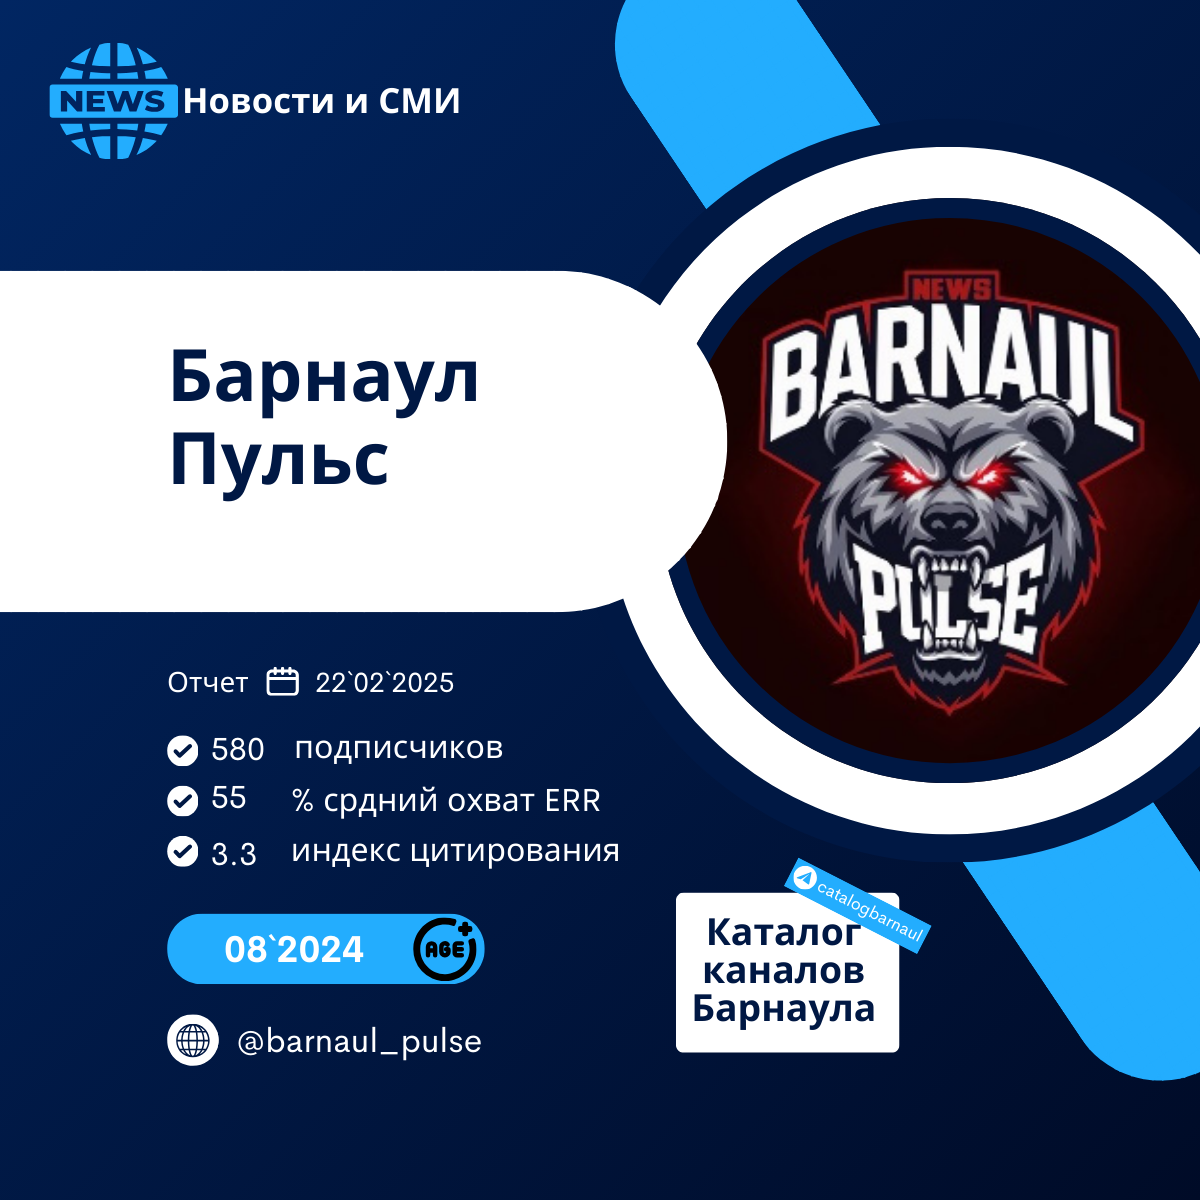 NEWS
Новости и СМИ
NEWS
BARNAUL
PULSE
Барнаул
Пульс
Отчет 22`02`2025
580 подписчиков
55 % срдний охват ERR
3.3 индекс цитирования
08`2024
AGE+
@barnaul_pulse
catalogbarnaul
Каталог
каналов
Барнаула